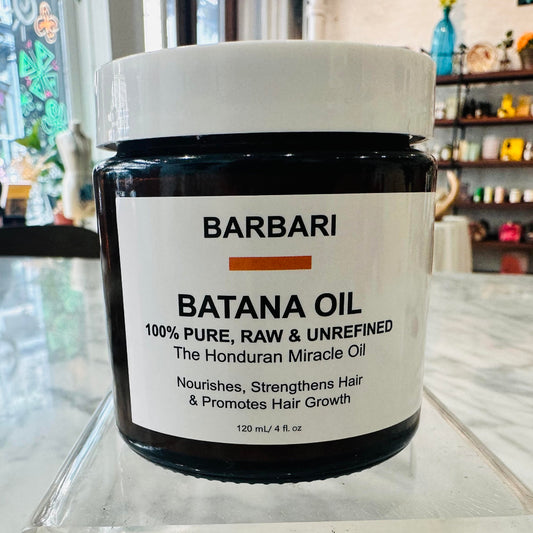 BARBARI
BATANA OIL
100% PURE, RAW & UNREFINED
The Honduran Miracle Oil
Nourishes, Strengthens Hair
& Promotes Hair Growth
120 mL/ 4 fl. oz